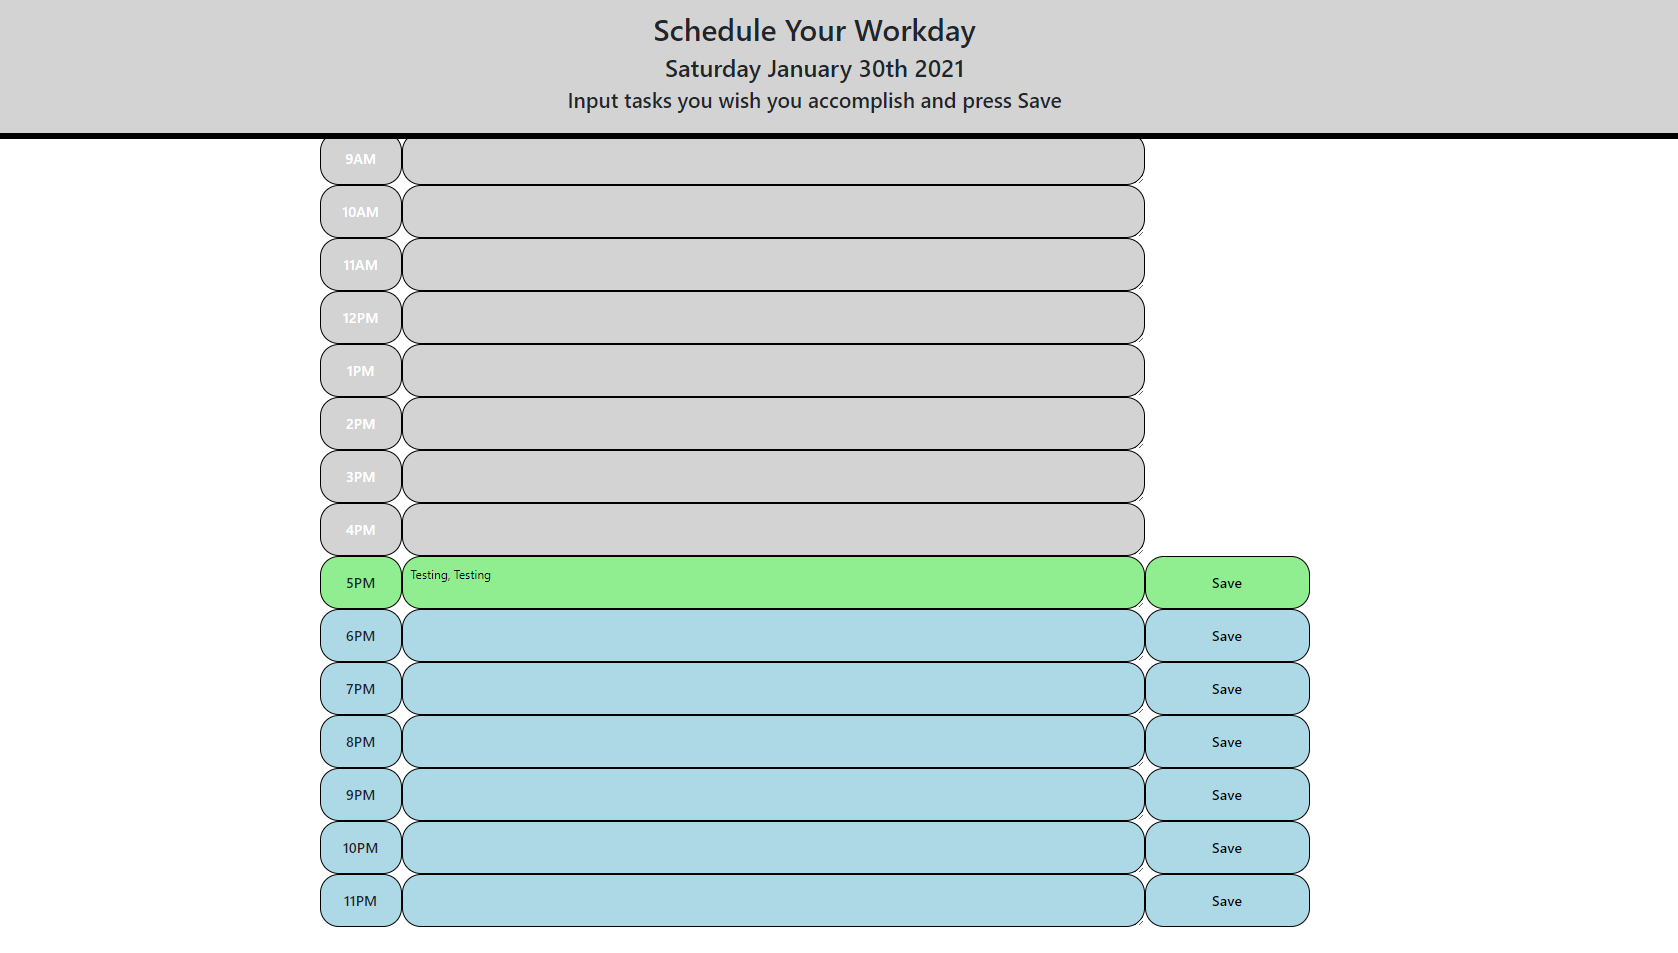 Schedule Your Workday
Saturday January 30th 2021
Input tasks you wish you accomplish and press Save
9AM
10AM
11AM
12PM
1PM
2PM
3PM
4PM
5PM Testing, Testing Save
6PM Save
7PM Save
8PM Save
9PM Save
10PM Save
11PM Save